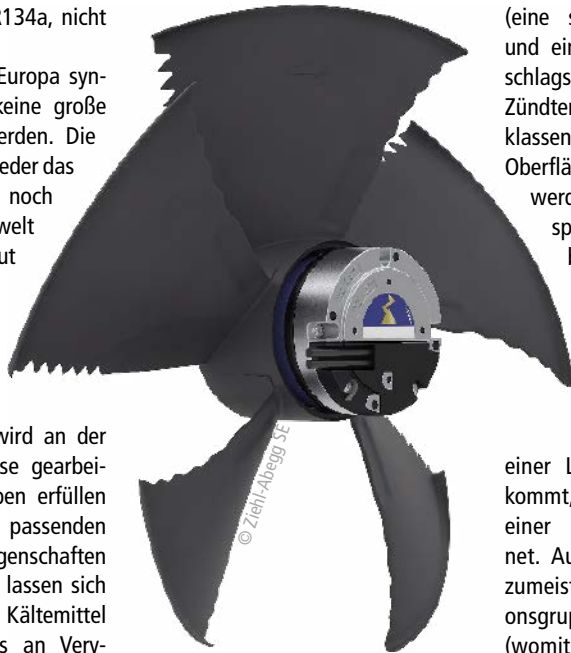 R134a, nicht
Europa syn-
keine große
erden. Die
eder das
noch
welt
ut
wird an der
se gearbei-
ben erfüllen
passenden
genschaften
lassen sich
Kältemittel
s an Verv-
© Ziehl-Abegg SE
(eine s
und ein
schlags
Zündter
klassen
Oberflä
werd
sp
einer L
kommt,
einer
net. Au
zumeist
onsgrup
(womit